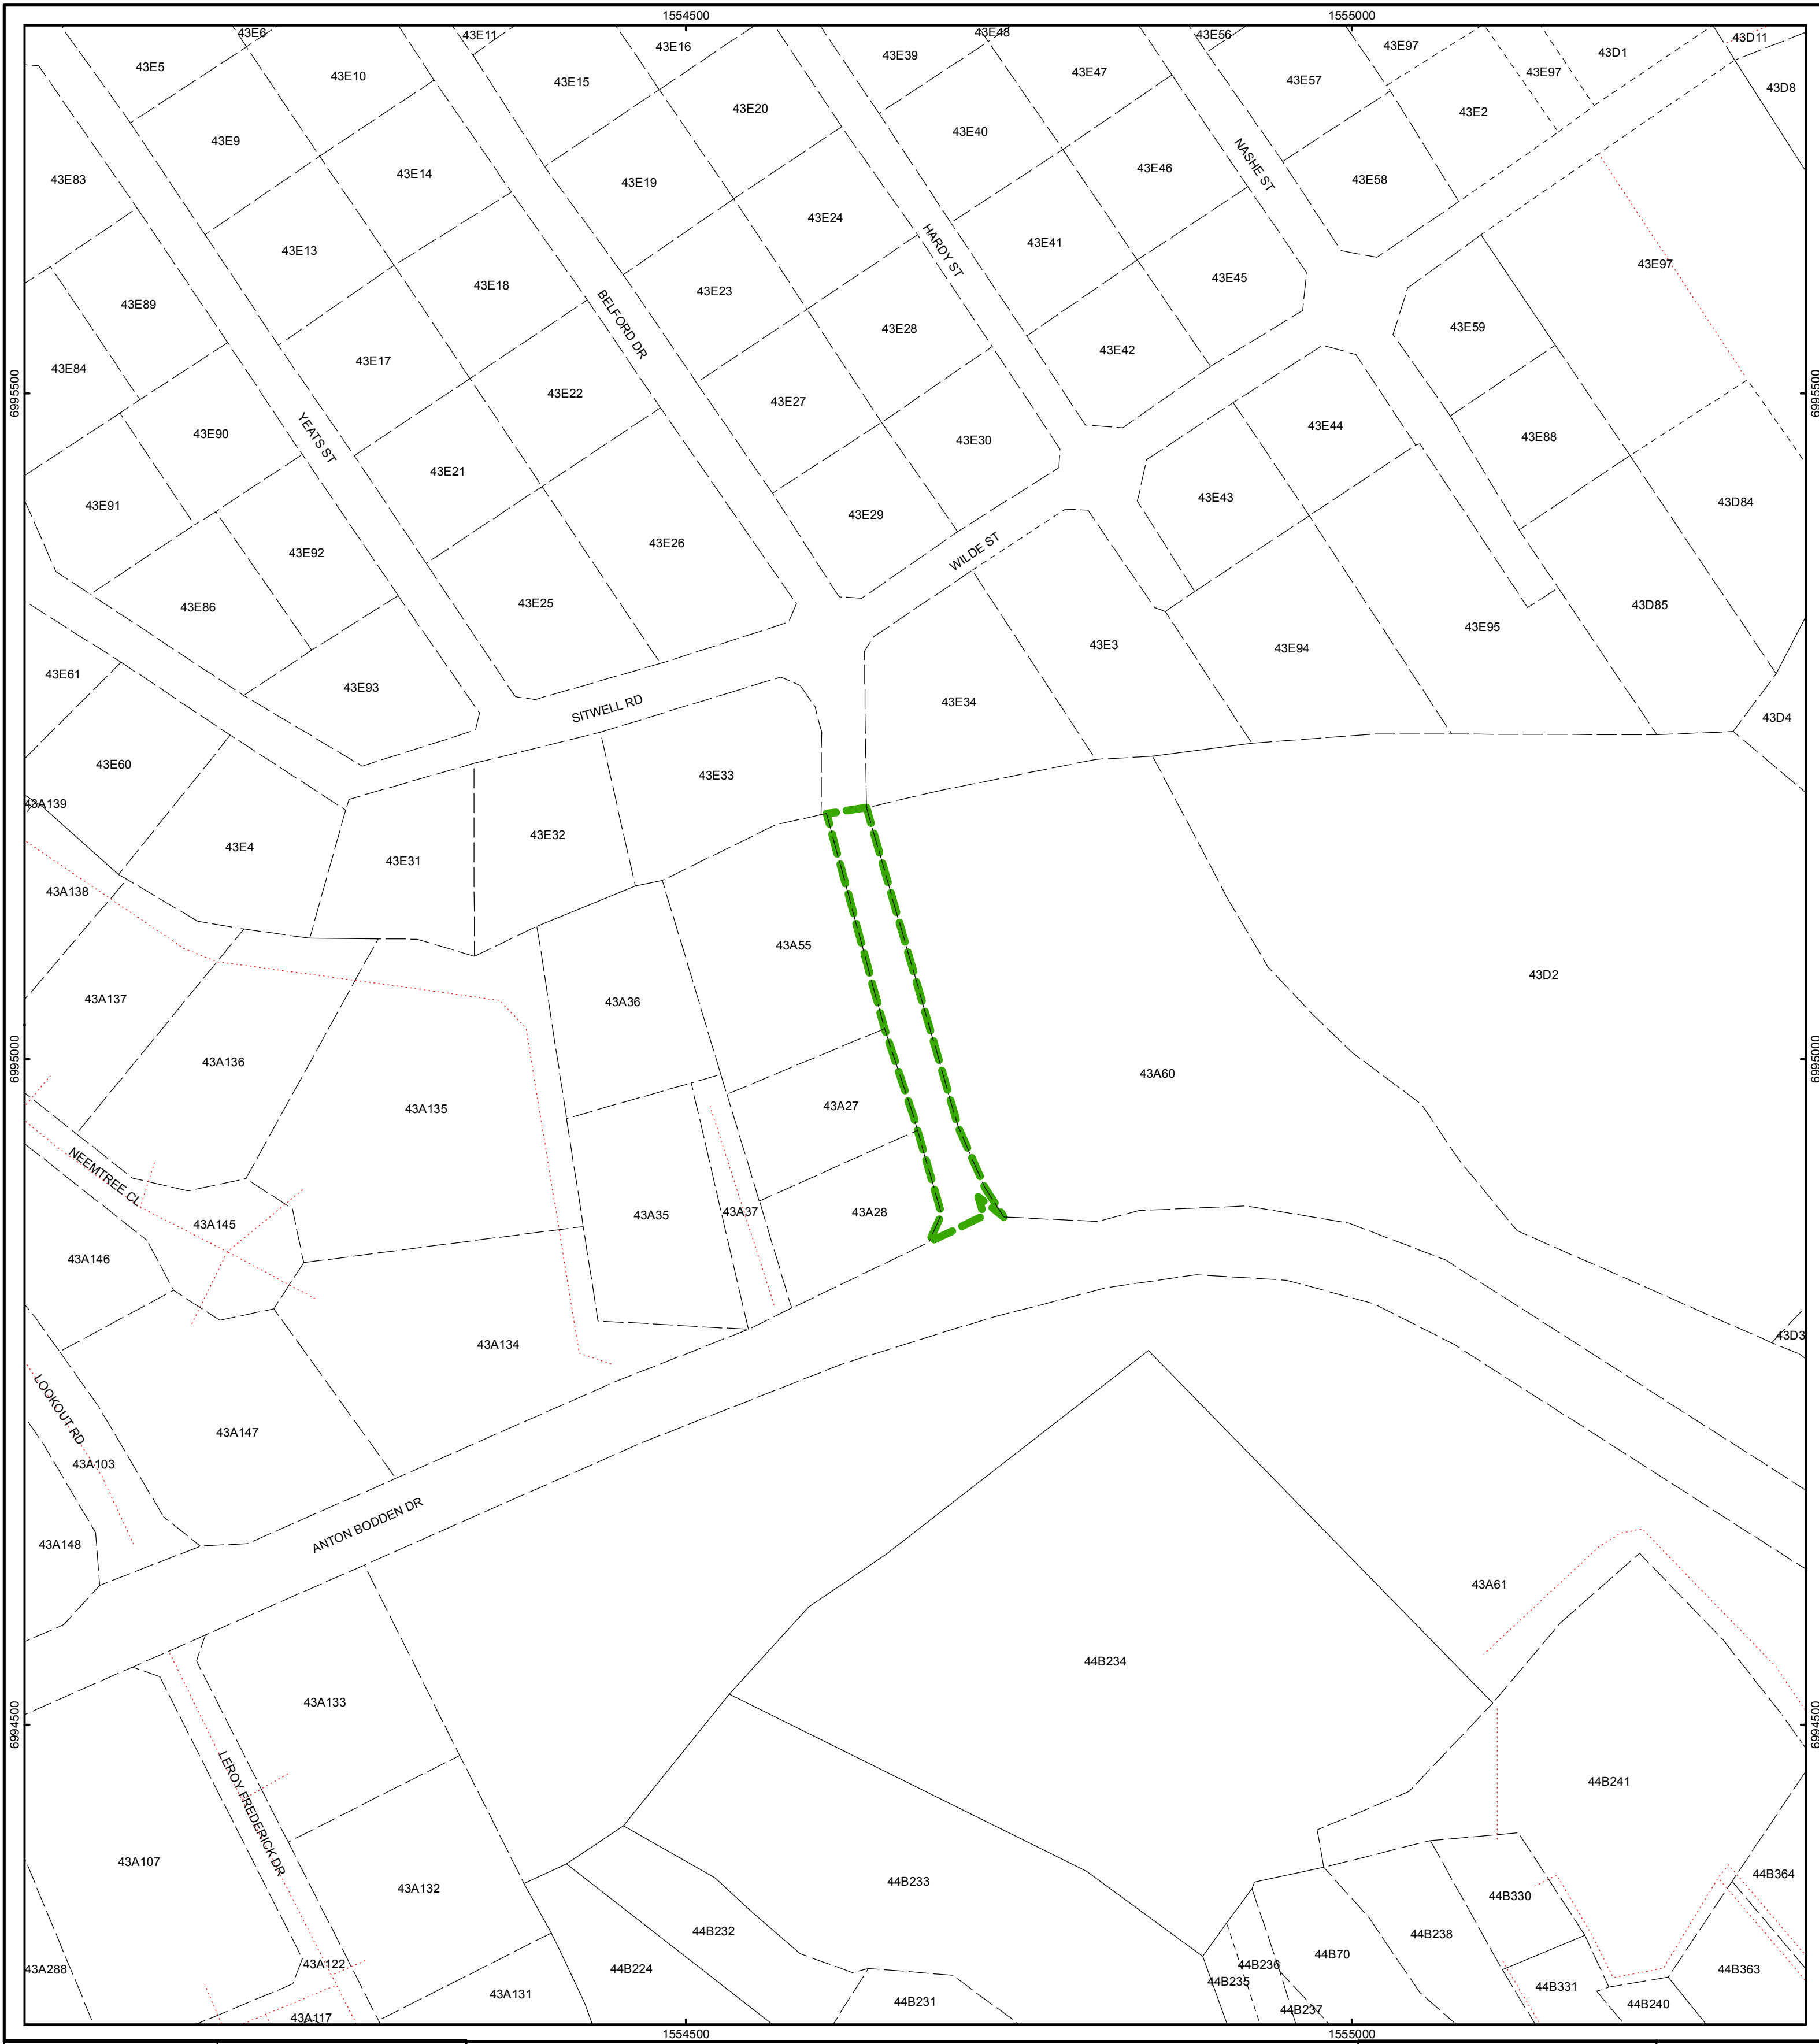 1554500
1555000
43E6
43E11
43E16
43E39
43E48
43E56
43E97
43D1
43D11
43E5
43E10
43E15
43E47
43E57
43E97
43D8
43E9
43E20
43E40
43E2
43E83
43E14
43E19
43E46
NASHE ST
43E58
43E13
43E24
HARDY ST
43E41
43E97
43E89
43E18
BELFORD DR
43E23
43E28
43E45
43E59
43E84
43E17
43E22
43E27
43E42
6995500
6995500
43E90
YEATS ST
43E21
43E30
43E44
43E88
43E91
43E29
43E43
43D84
43E92
43E26
WILDE ST
43E86
43E25
43E3
43E94
43E95
43D85
43E61
43E93
SITWELL RD
43E34
43D4
43E60
43E33
43A139
43E4
43E31
43E32
43A138
43A55
43D2
43A137
43A36
43A136
43A60
6995000
6995000
43A135
43A27
NEEMTREE CL
43A145
43A35
43A37
43A28
43A146
43A134
43D3
LOOKOUT RD
43A147
43A103
ANTON BODDEN DR
43A148
43A61
44B234
43A133
6994500
6994500
LEROY FREDERICK DR
44B241
43A107
43A132
44B233
44B330
44B364
44B232
44B238
43A288
43A122
44B224
44B236
44B70
44B235
44B363
43A131
44B231
44B331
44B240
43A117
44B237
1554500
1555000